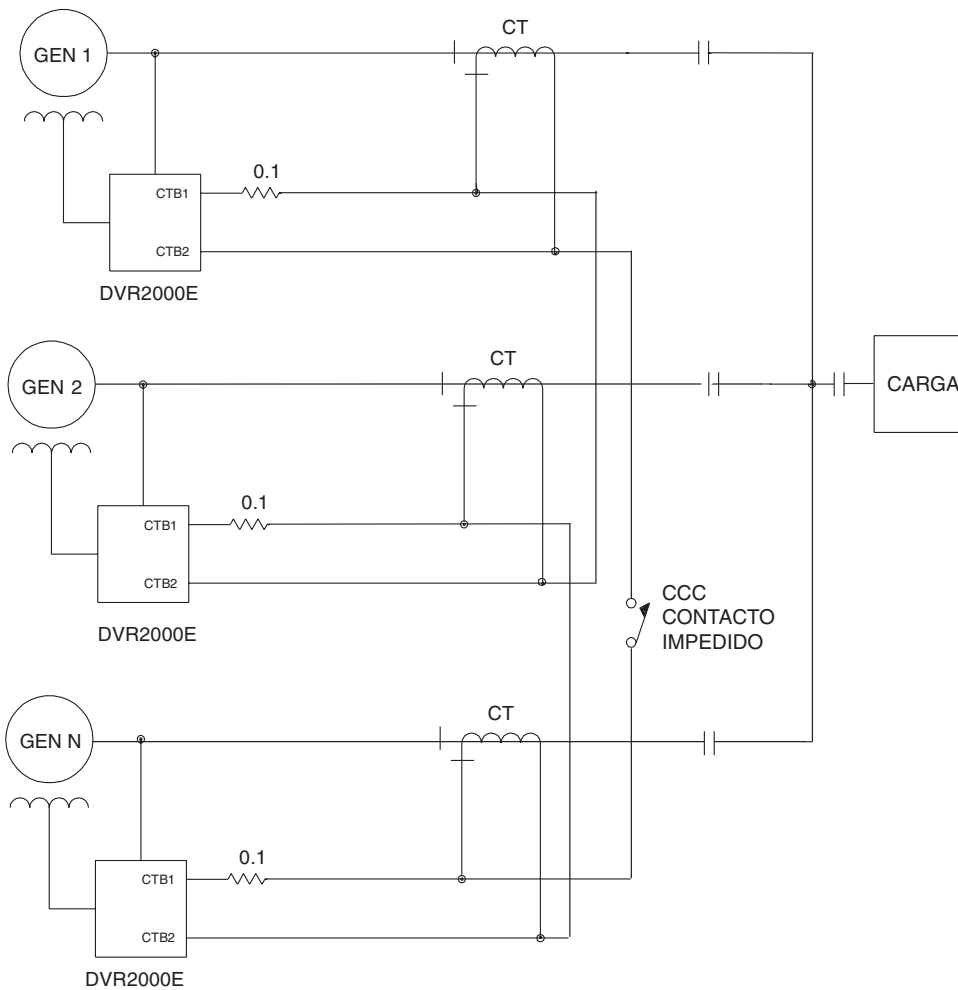 GEN 1
CT
0.1
CTB1
CTB2
DVR2000E
GEN 2
CT
CARGA
0.1
CTB1
CTB2
DVR2000E
CCC
CONTACTO
IMPEDIDO
GEN N
CT
0.1
CTB1
CTB2
DVR2000E